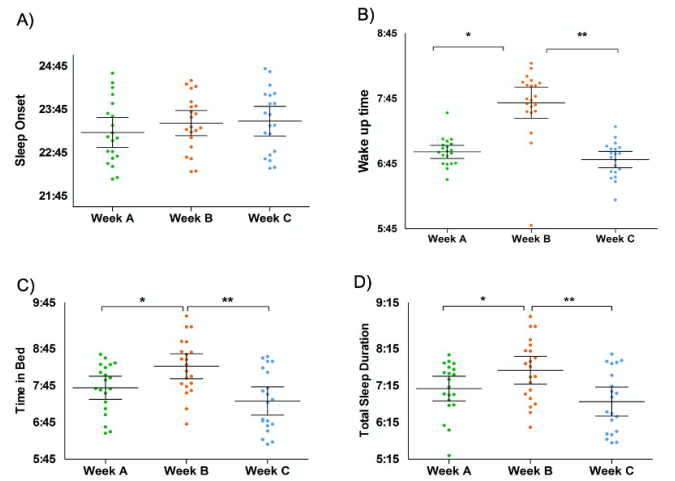 A)
Sleep Onset
24:45
23:45
22:45
21:45
Week A Week B Week C
B)
Wake up time
8:45
7:45
6:45
5:45
* **
Week A Week B Week C
C)
Time in Bed
9:45
8:45
7:45
6:45
5:45
* **
Week A Week B Week C
D)
Total Sleep Duration
9:15
8:15
7:15
6:15
5:15
* **
Week A Week B Week C